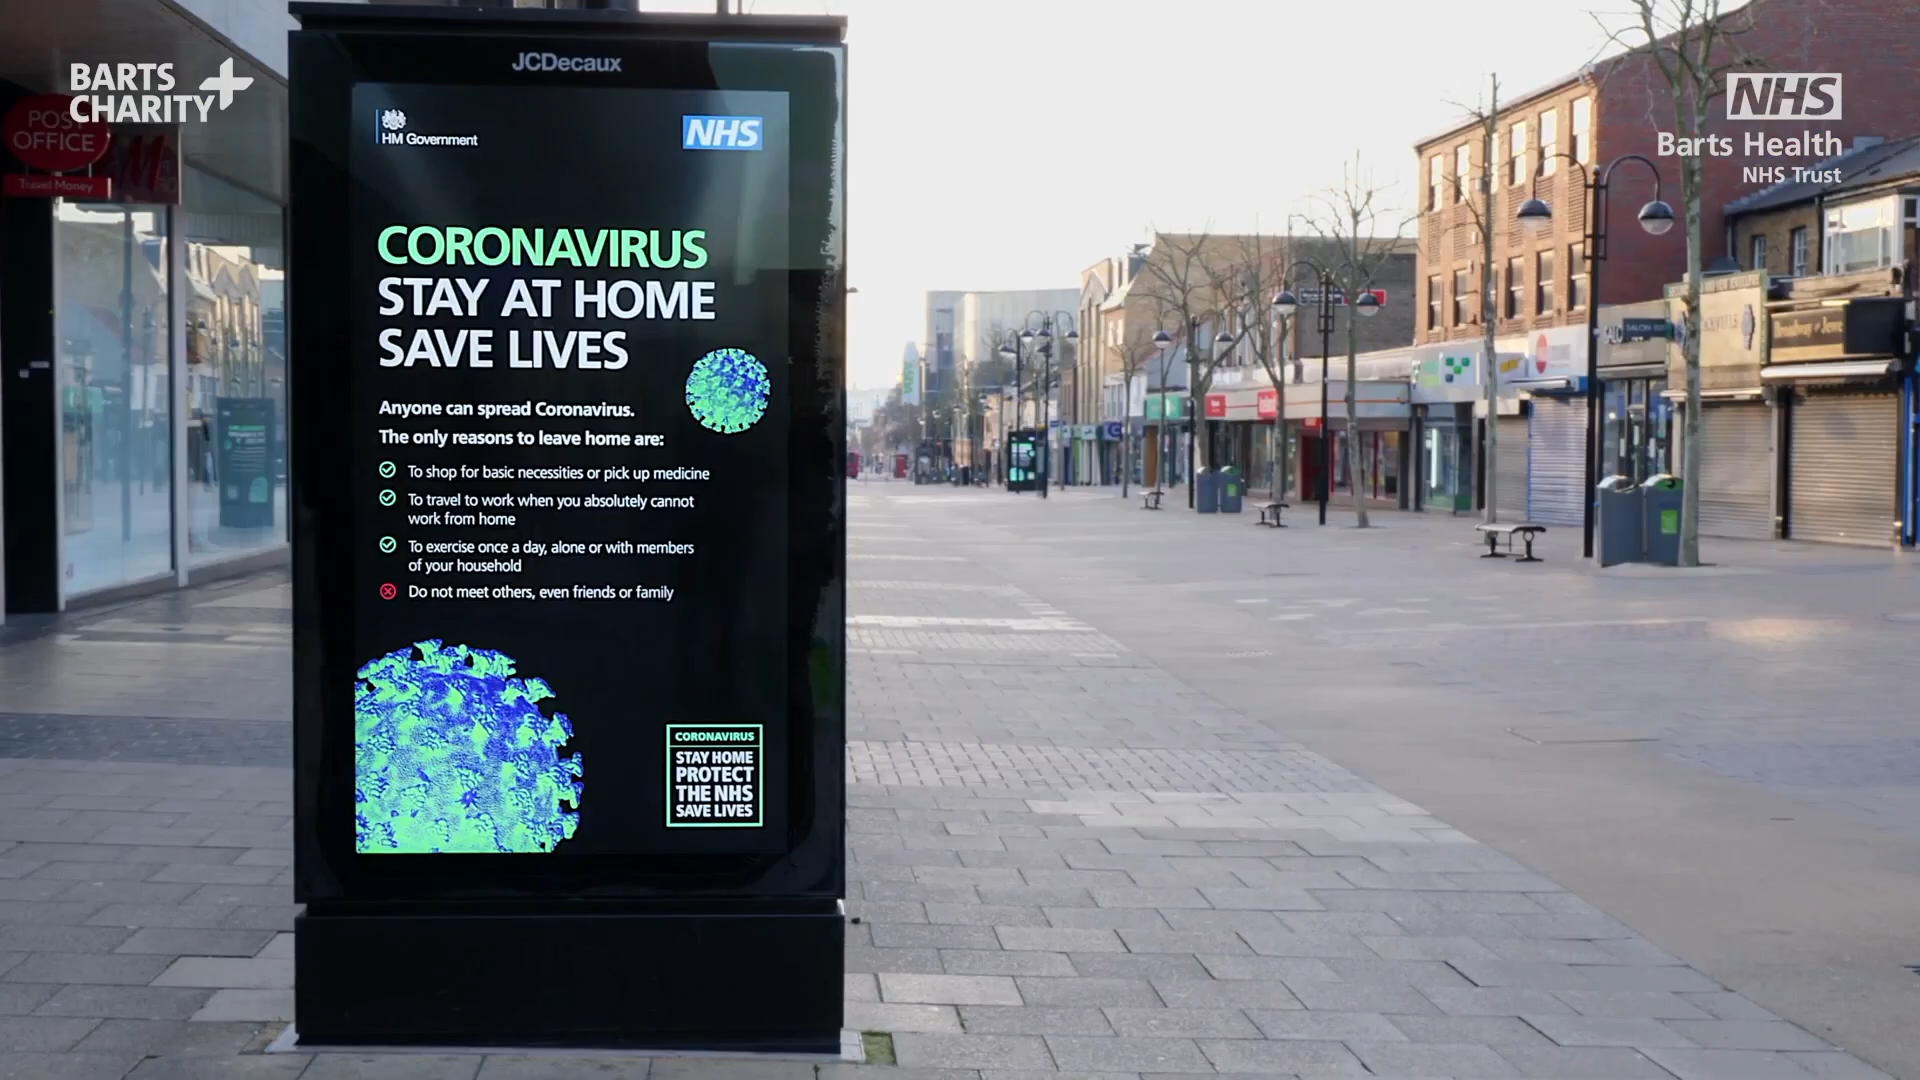 BARTS
CHARITY
POST
OFFICE
Travel Money
JCDecaux
HM Government
NHS
CORONAVIRUS
STAY AT HOME
SAVE LIVES
Anyone can spread Coronavirus.
The only reasons to leave home are:
To shop for basic necessities or pick up medicine
To travel to work when you absolutely cannot
work from home
To exercise once a day, alone or with members
of your household
Do not meet others, even friends or family
CORONAVIRUS
STAY HOME
PROTECT
THE NHS
SAVE LIVES
NHS
Barts Health
NHS Trust